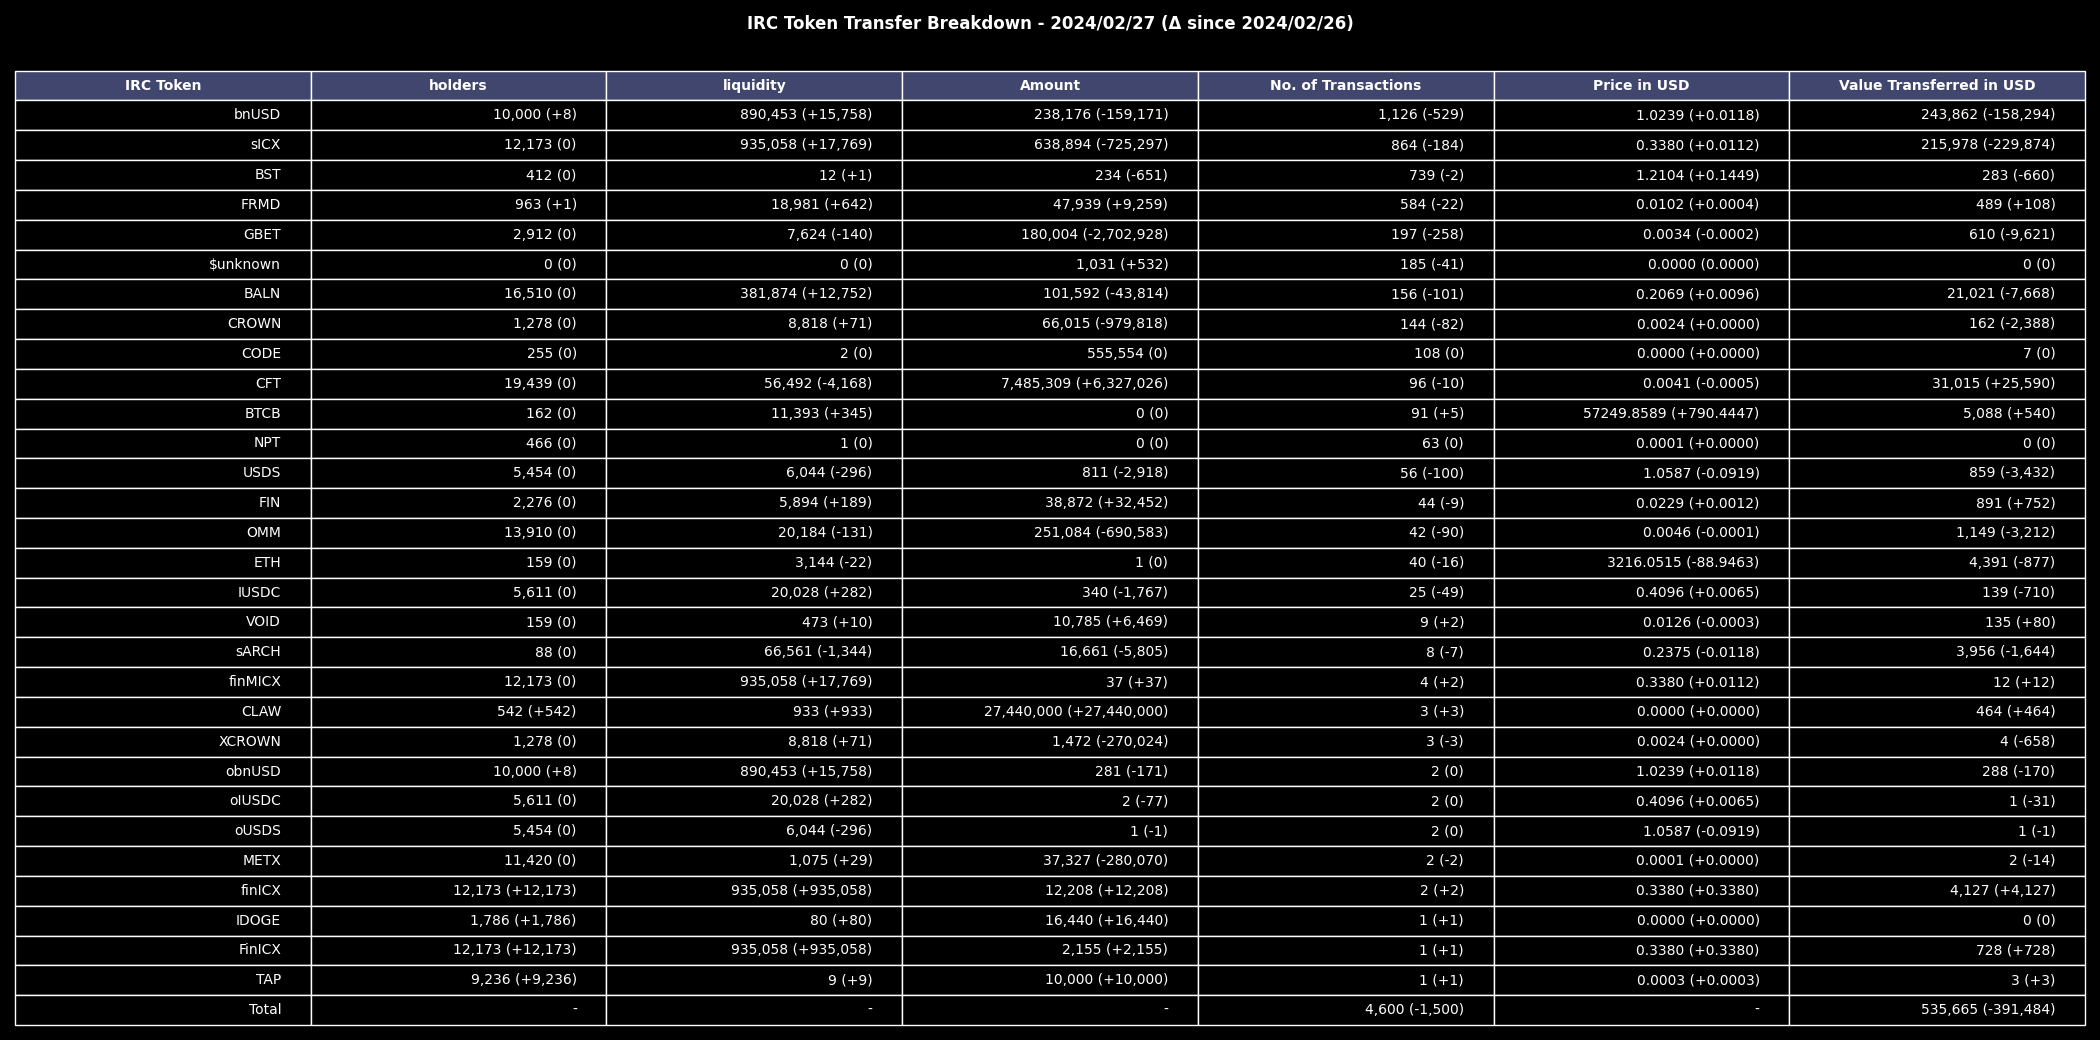 IRC Token Transfer Breakdown - 2024/02/27 (Δ since 2024/02/26)
IRC Token holders liquidity Amount No. of Transactions Price in USD Value Transferred in USD
bnUSD 10,000 (+8) 890,453 (+15,758) 238,176 (-159,171) 1,126 (-529) 1.0239 (+0.0118) 243,862 (-158,294)
sICX 12,173 (0) 935,058 (+17,769) 638,894 (-725,297) 864 (-184) 0.3380 (+0.0112) 215,978 (-229,874)
BST 412 (0) 12 (+1) 234 (-651) 739 (-2) 1.2104 (+0.1449) 283 (-660)
FRMD 963 (+1) 18,981 (+642) 47,939 (+9,259) 584 (-22) 0.0102 (+0.0004) 489 (+108)
GBET 2,912 (0) 7,624 (-140) 180,004 (-2,702,928) 197 (-258) 0.0034 (-0.0002) 610 (-9,621)
$unknown 0 (0) 0 (0) 1,031 (+532) 185 (-41) 0.0000 (0.0000) 0 (0)
BALN 16,510 (0) 381,874 (+12,752) 101,592 (-43,814) 156 (-101) 0.2069 (+0.0096) 21,021 (-7,668)
CROWN 1,278 (0) 8,818 (+71) 66,015 (-979,818) 144 (-82) 0.0024 (+0.0000) 162 (-2,388)
CODE 255 (0) 2 (0) 555,554 (0) 108 (0) 0.0000 (+0.0000) 7 (0)
CFT 19,439 (0) 56,492 (-4,168) 7,485,309 (+6,327,026) 96 (-10) 0.0041 (-0.0005) 31,015 (+25,590)
BTCB 162 (0) 11,393 (+345) 0 (0) 91 (+5) 57249.8589 (+790.4447) 5,088 (+540)
NPT 466 (0) 1 (0) 0 (0) 63 (0) 0.0001 (+0.0000) 0 (0)
USDS 5,454 (0) 6,044 (-296) 811 (-2,918) 56 (-100) 1.0587 (-0.0919) 859 (-3,432)
FIN 2,276 (0) 5,894 (+189) 38,872 (+32,452) 44 (-9) 0.0229 (+0.0012) 891 (+752)
OMM 13,910 (0) 20,184 (-131) 251,084 (-690,583) 42 (-90) 0.0046 (-0.0001) 1,149 (-3,212)
ETH 159 (0) 3,144 (-22) 1 (0) 40 (-16) 3216.0515 (-88.9463) 4,391 (-877)
IUSDC 5,611 (0) 20,028 (+282) 340 (-1,767) 25 (-49) 0.4096 (+0.0065) 139 (-710)
VOID 159 (0) 473 (+10) 10,785 (+6,469) 9 (+2) 0.0126 (-0.0003) 135 (+80)
sARCH 88 (0) 66,561 (-1,344) 16,661 (-5,805) 8 (-7) 0.2375 (-0.0118) 3,956 (-1,644)
finMICX 12,173 (0) 935,058 (+17,769) 37 (+37) 4 (+2) 0.3380 (+0.0112) 12 (+12)
CLAW 542 (+542) 933 (+933) 27,440,000 (+27,440,000) 3 (+3) 0.0000 (+0.0000) 464 (+464)
XCROWN 1,278 (0) 8,818 (+71) 1,472 (-270,024) 3 (-3) 0.0024 (+0.0000) 4 (-658)
obnUSD 10,000 (+8) 890,453 (+15,758) 281 (-171) 2 (0) 1.0239 (+0.0118) 288 (-170)
oIUSDC 5,611 (0) 20,028 (+282) 2 (-77) 2 (0) 0.4096 (+0.0065) 1 (-31)
oUSDS 5,454 (0) 6,044 (-296) 1 (-1) 2 (0) 1.0587 (-0.0919) 1 (-1)
METX 11,420 (0) 1,075 (+29) 37,327 (-280,070) 2 (-2) 0.0001 (+0.0000) 2 (-14)
finICX 12,173 (+12,173) 935,058 (+935,058) 12,208 (+12,208) 2 (+2) 0.3380 (+0.3380) 4,127 (+4,127)
IDOGE 1,786 (+1,786) 80 (+80) 16,440 (+16,440) 1 (+1) 0.0000 (+0.0000) 0 (0)
FinICX 12,173 (+12,173) 935,058 (+935,058) 2,155 (+2,155) 1 (+1) 0.3380 (+0.3380) 728 (+728)
TAP 9,236 (+9,236) 9 (+9) 10,000 (+10,000) 1 (+1) 0.0003 (+0.0003) 3 (+3)
Total - - - 4,600 (-1,500) - 535,665 (-391,484)